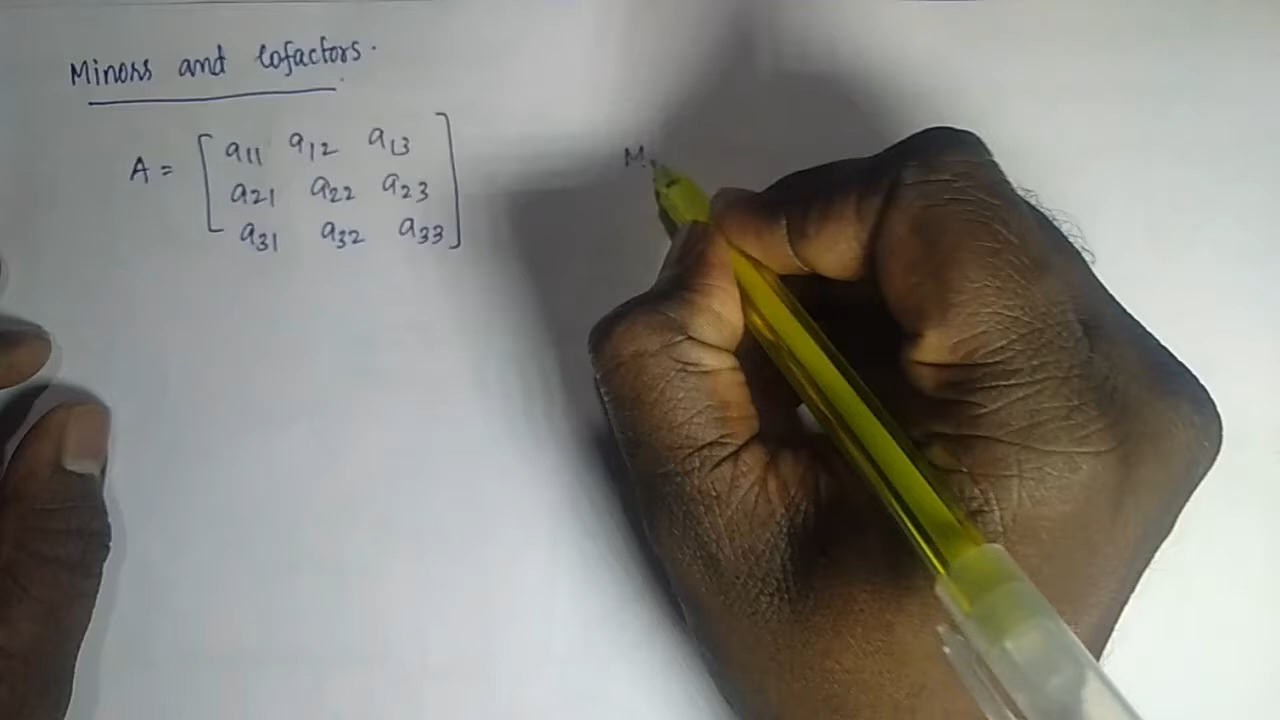 Minors and Cofactors.
A = [ a11 a12 a13
a21 a22 a23
a31 a32 a33 ]
M